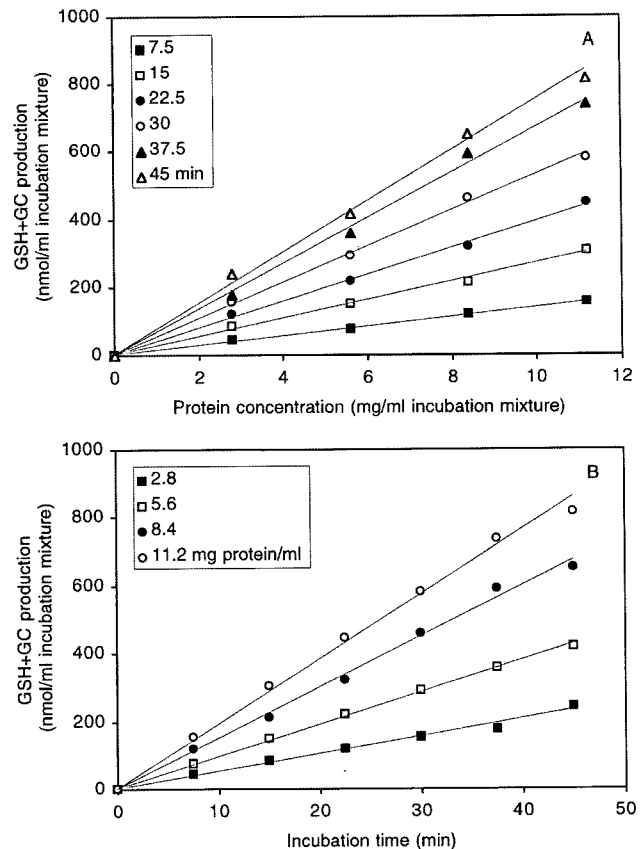 A
7.5
15
22.5
30
37.5
45 min
1000
800
600
400
200
0
GSH+GC production
(nmol/ml incubation mixture)
0 2 4 6 8 10 12
Protein concentration (mg/ml incubation mixture)
B
2.8
5.6
8.4
11.2 mg protein/ml
1000
800
600
400
200
0
GSH+GC production
(nmol/ml incubation mixture)
0 10 20 30 40 50
Incubation time (min)